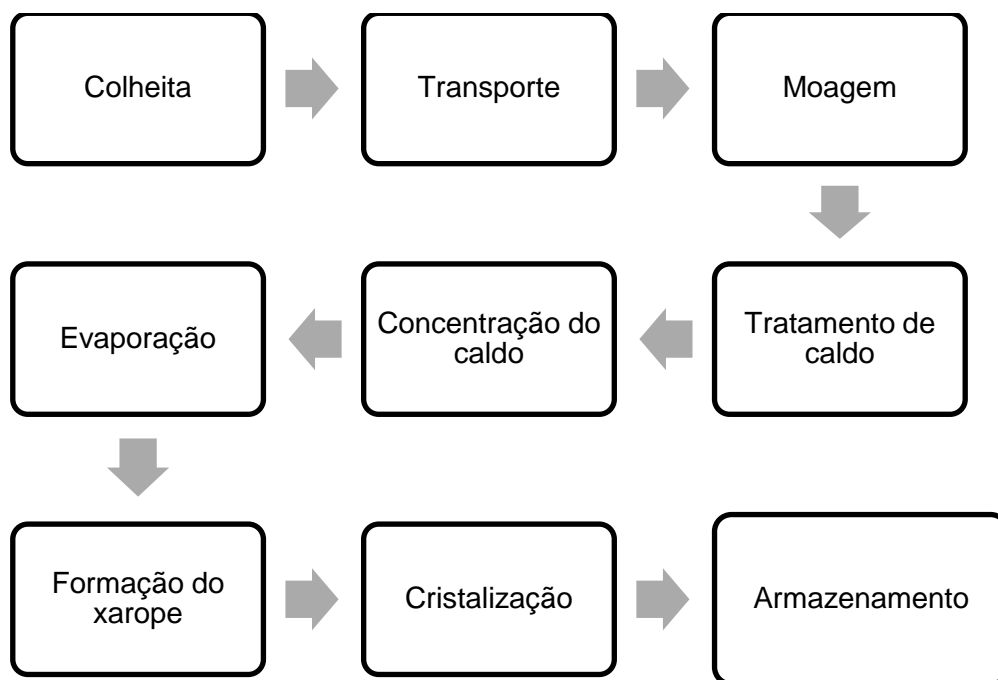 Colheita
Transporte
Moagem
Tratamento de
caldo
Concentração do
caldo
Evaporação
Formação do
xarope
Cristalização
Armazenamento